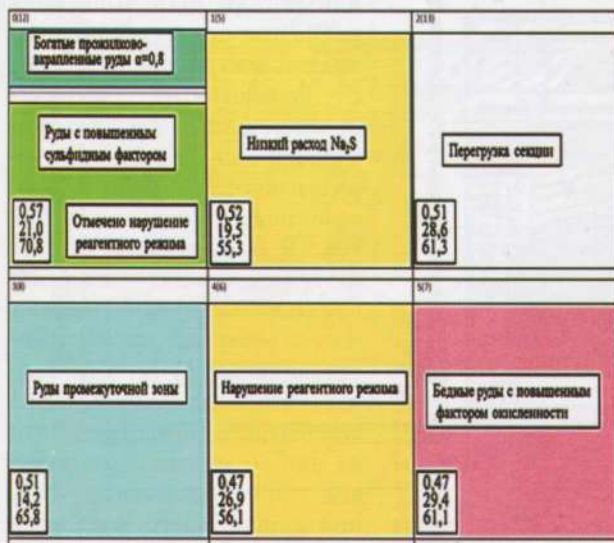 0(12)
1(5)
2(13)
Богатые прожилково-
вкрапленные руды α=0,8
Руды с повышенным
сульфидным фактором
Отмечено нарушение
реагентного режима
0,57
21,0
70,8
Низкий расход Na₂S
0,52
19,5
55,3
Перегрузка секции
0,51
28,6
61,3
3(8)
4(6)
5(7)
Руды промежуточной зоны
0,51
14,2
65,8
Нарушение реагентного режима
0,47
26,9
56,1
Бедные руды с повышенным
фактором окисленности
0,47
29,4
61,1